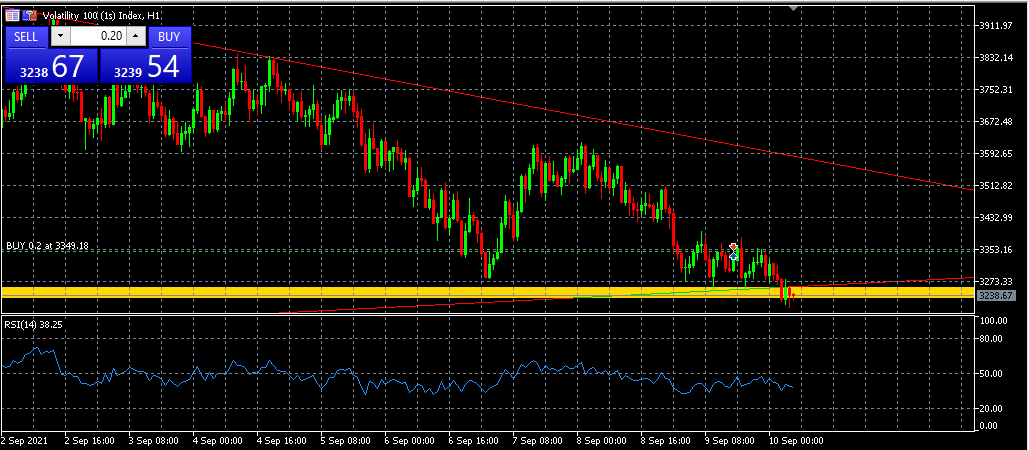 Volatility 100 (1s) Index, H1
SELL 0.20 BUY
3238 67 3239 54
3911.97
3832.14
3752.31
3672.48
3592.65
3512.82
3432.99
BUY 0.2 at 3349.18
3353.16
3273.33
3238.67
RSI(14) 38.25
100.00
80.00
50.00
20.00
0.00
2 Sep 2021 2 Sep 16:00 3 Sep 08:00 4 Sep 00:00 4 Sep 16:00 5 Sep 08:00 6 Sep 00:00 6 Sep 16:00 7 Sep 08:00 8 Sep 00:00 8 Sep 16:00 9 Sep 08:00 10 Sep 00:00